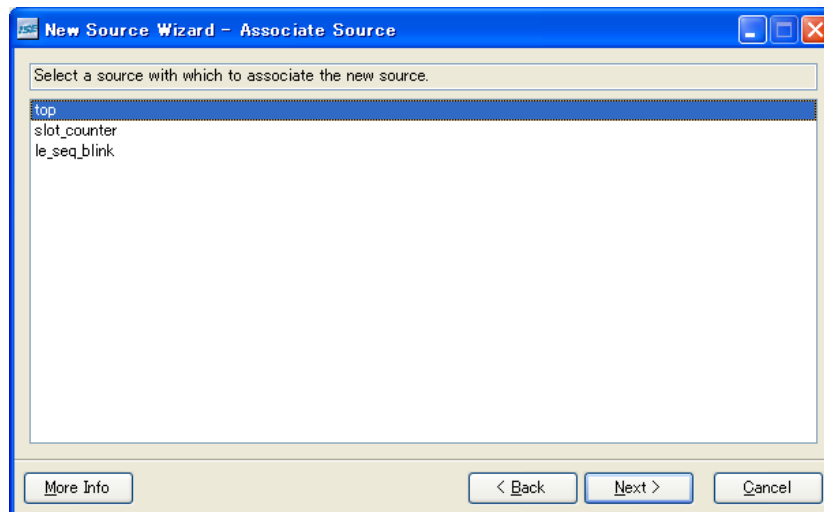 ISE New Source Wizard - Associate Source
Select a source with which to associate the new source.
top
slot_counter
le_seq_blink
More Info
< Back
Next >
Cancel